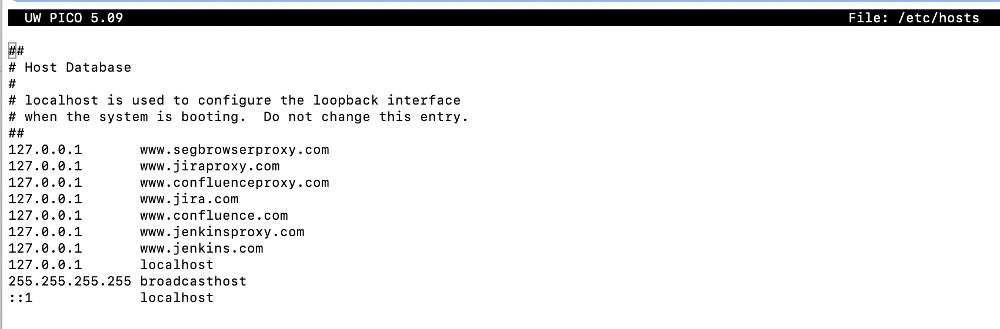 UW PICO 5.09 File: /etc/hosts
##
# Host Database
#
# localhost is used to configure the loopback interface
# when the system is booting.  Do not change this entry.
##
127.0.0.1       www.segbrowserproxy.com
127.0.0.1       www.jiraproxy.com
127.0.0.1       www.confluenceproxy.com
127.0.0.1       www.jira.com
127.0.0.1       www.confluence.com
127.0.0.1       www.jenkinsproxy.com
127.0.0.1       www.jenkins.com
127.0.0.1       localhost
255.255.255.255 broadcasthost
::1             localhost